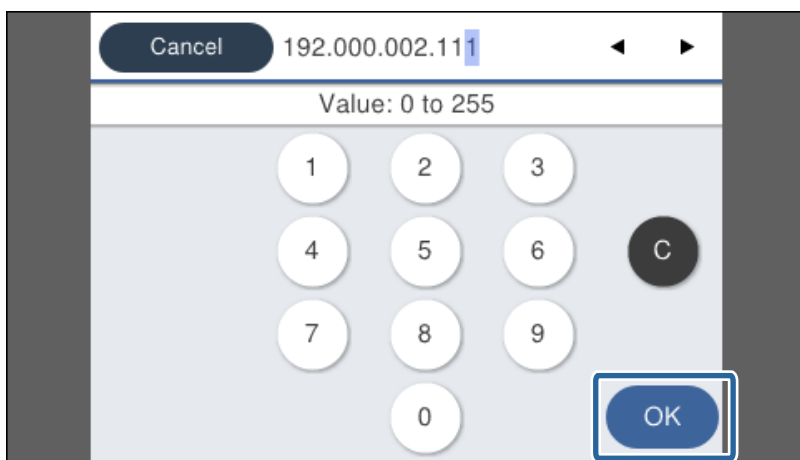 Cancel 192.000.002.111 ◀ ▶
Value: 0 to 255
1 2 3
4 5 6 C
7 8 9
0 OK